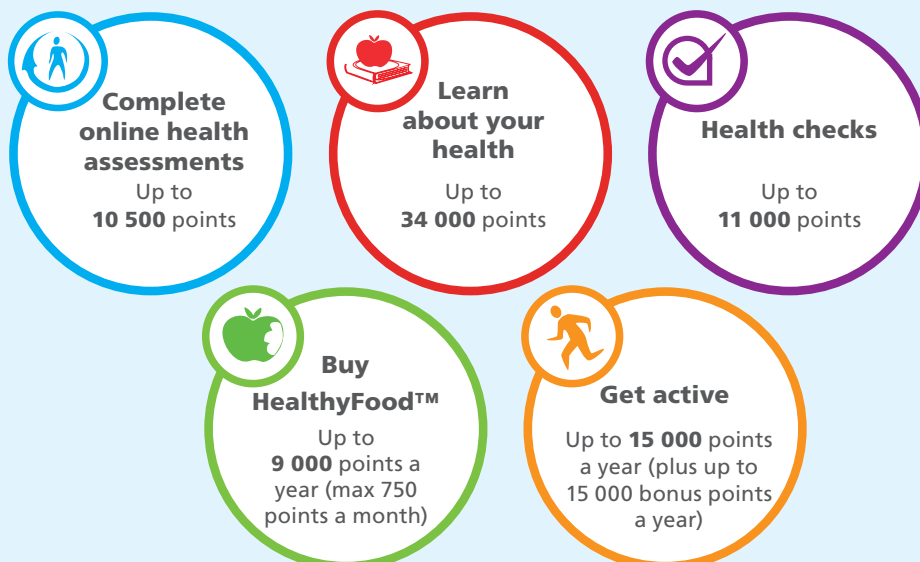 Complete
online health
assessments
Up to
10 500 points
Learn
about your
health
Up to
34 000 points
Health checks
Up to
11 000 points
Buy
HealthyFood™
Up to
9 000 points a
year (max 750
points a month)
Get active
Up to 15 000 points
a year (plus up to
15 000 bonus points
a year)